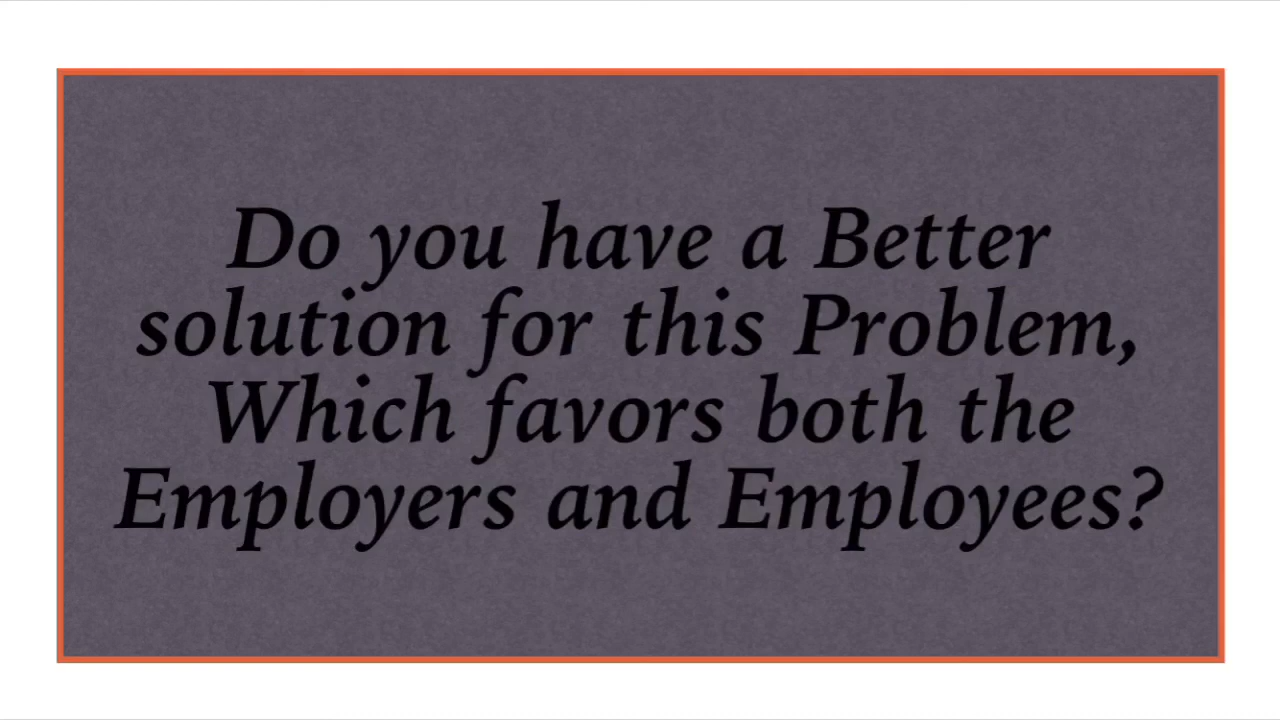 Do you have a Better
solution for this Problem,
Which favors both the
Employers and Employees?